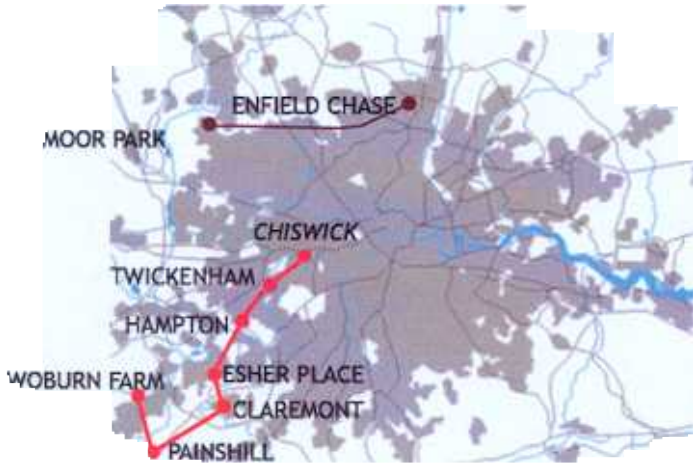 ENFIELD CHASE
MOOR PARK
CHISWICK
TWICKENHAM
HAMPTON
WOBURN FARM
ESHER PLACE
CLAREMONT
PAINSHILL